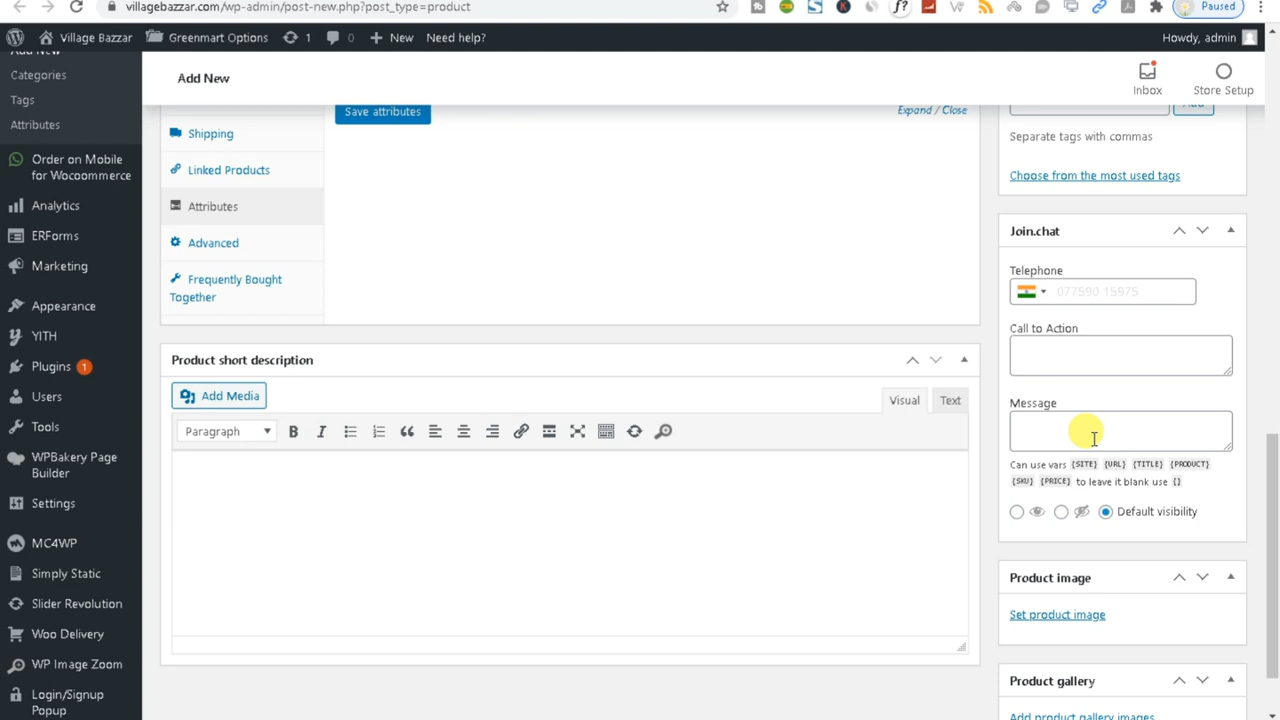 villagebazzar.com/wp-admin/post-new.php?post_type=product
Paused
Village Bazzar
Greenmart Options
1
0
New
Need help?
Howdy, admin
Add New
Categories
Tags
Attributes
Order on Mobile
for Wocoommerce
Analytics
ERForms
Marketing
Appearance
YITH
Plugins 1
Users
Tools
WPBakery Page
Builder
Settings
MC4WP
Simply Static
Slider Revolution
Woo Delivery
WP Image Zoom
Login/Signup
Popup
Add New
Inbox
Store Setup
Save attributes
Expand / Close
Shipping
Linked Products
Attributes
Advanced
Frequently Bought
Together
Product short description
Add Media
Visual
Text
Paragraph
Add
Separate tags with commas
Choose from the most used tags
Join.chat
Telephone
077590 15975
Call to Action
Message
Can use vars {SITE} {URL} {TITLE} {PRODUCT}
{SKU} {PRICE} to leave it blank use {}
Default visibility
Product image
Set product image
Product gallery
Add product gallery images